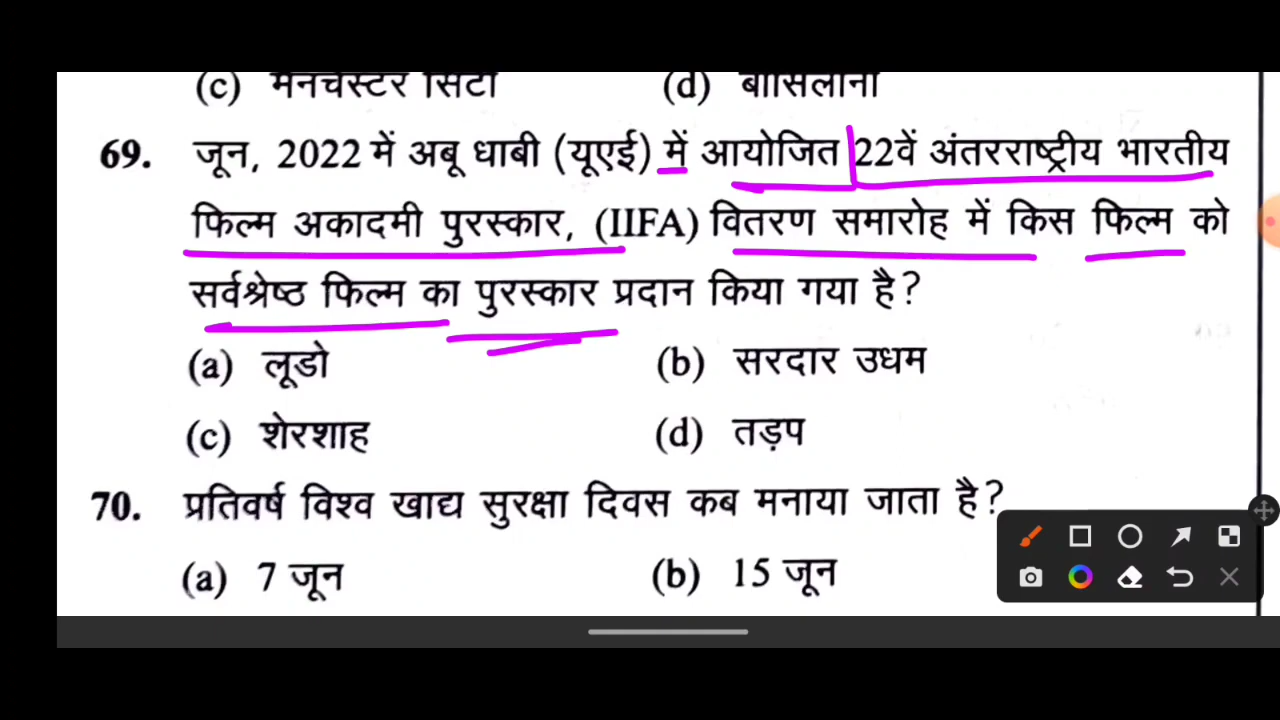 (c) मैनचेस्टर सिटी (d) बार्सिलोना
69. जून, 2022 में अबू धाबी (यूएई) में आयोजित 22वें अंतरराष्ट्रीय भारतीय
फिल्म अकादमी पुरस्कार, (IIFA) वितरण समारोह में किस फिल्म को
सर्वश्रेष्ठ फिल्म का पुरस्कार प्रदान किया गया है?
(a) लूडो (b) सरदार उधम
(c) शेरशाह (d) तड़प
70. प्रतिवर्ष विश्व खाद्य सुरक्षा दिवस कब मनाया जाता है?
(a) 7 जून (b) 15 जून